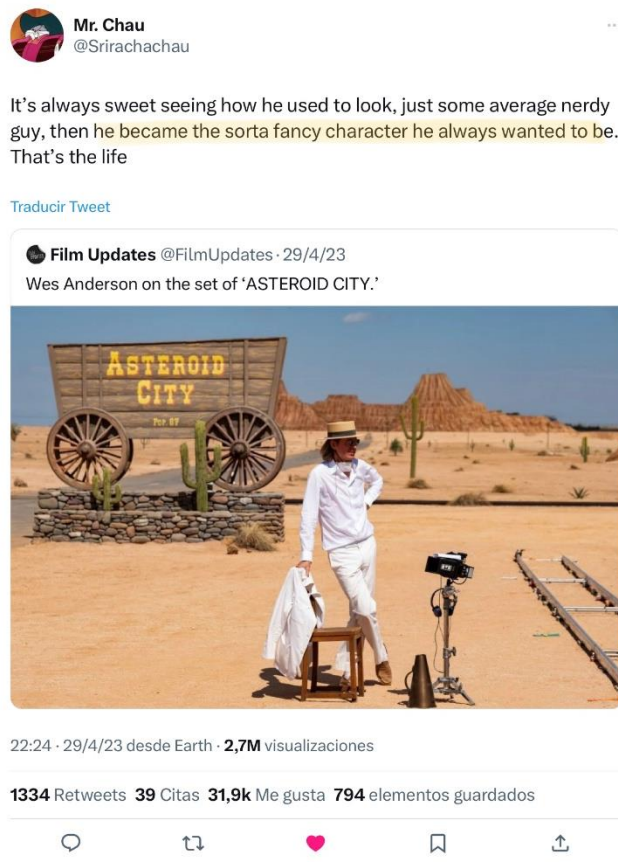 Mr. Chau
@Srirachachau
It’s always sweet seeing how he used to look, just some average nerdy
guy, then he became the sorta fancy character he always wanted to be.
That’s the life
Traducir Tweet
Film Updates @FilmUpdates · 29/4/23
Wes Anderson on the set of ‘ASTEROID CITY.’
ASTEROID
CITY
Pop. 87
22:24 · 29/4/23 desde Earth · 2,7M visualizaciones
1334 Retweets 39 Citas 31,9k Me gusta 794 elementos guardados